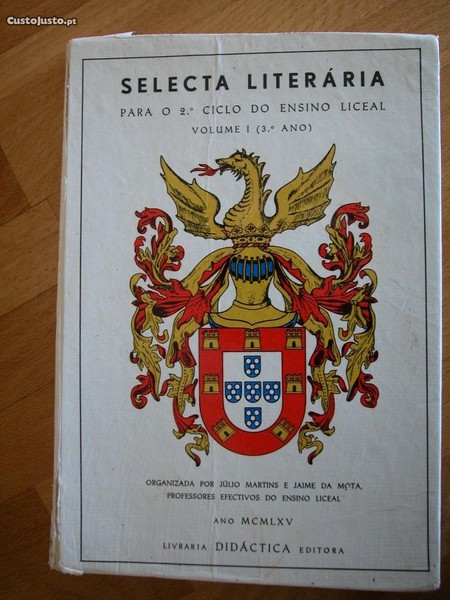 CustoJusto.pt
SELECTA LITERÁRIA
PARA O 2.º CICLO DO ENSINO LICEAL
VOLUME I (3.º ANO)
ORGANIZADA POR JÚLIO MARTINS E JAIME DA MOTA,
PROFESSORES EFECTIVOS DO ENSINO LICEAL
ANO MCMLXV
LIVRARIA DIDÁCTICA EDITORA